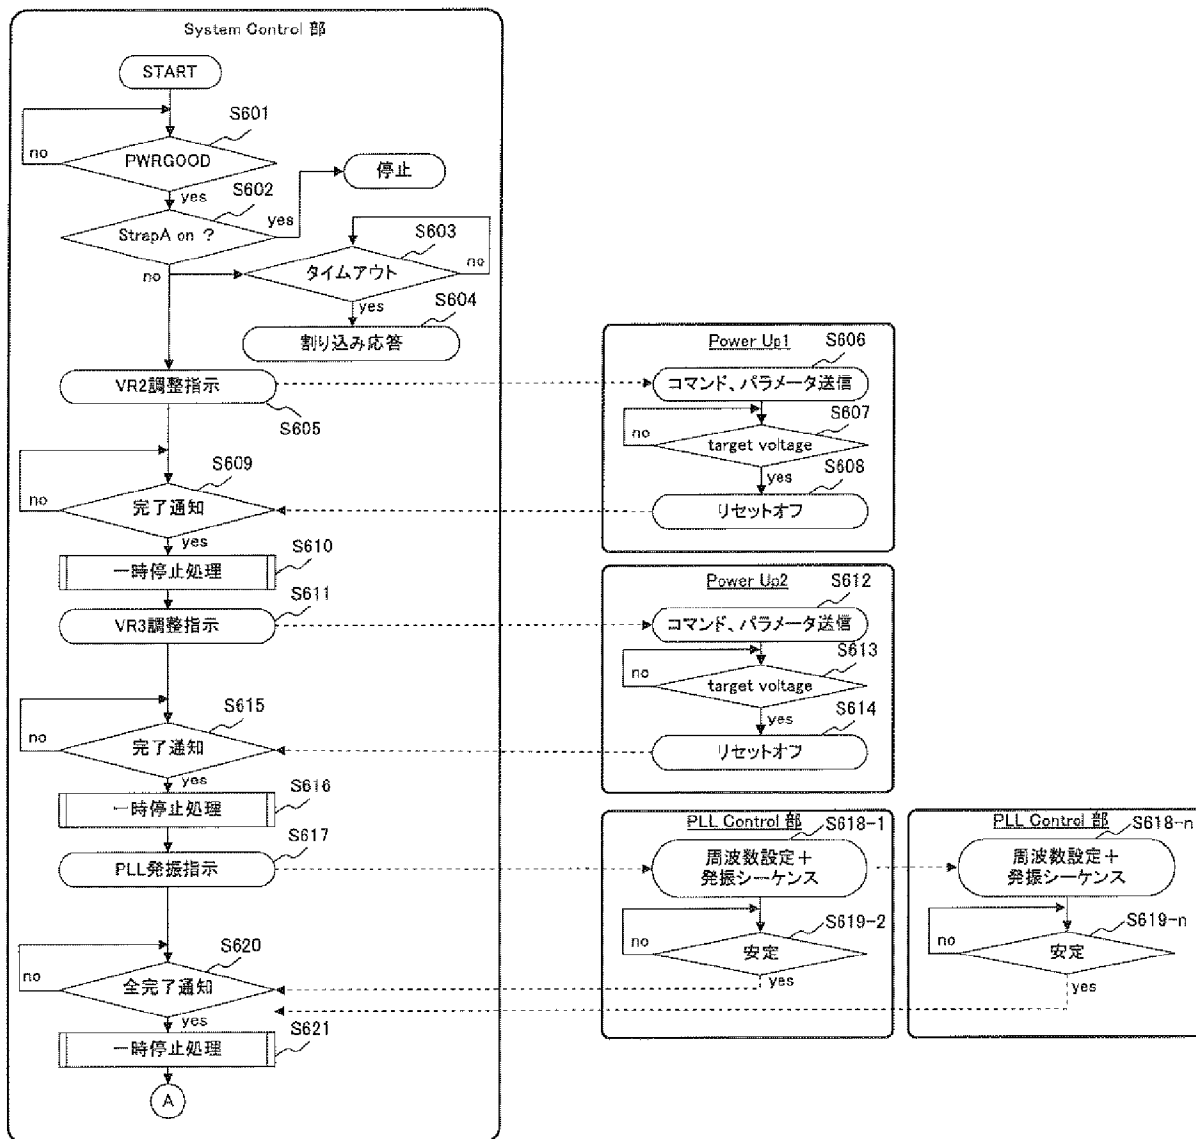 System Control 部
START
S601
no
PWRGOOD
yes
S602
停止
StrapA on ?
yes
no
S603
タイムアウト
no
yes
S604
割り込み応答
VR2調整指示
S605
S609
no
完了通知
yes
S610
一時停止処理
S611
VR3調整指示
S615
no
完了通知
yes
S616
一時停止処理
S617
PLL発振指示
S620
no
全完了通知
yes
S621
一時停止処理
A
Power Up1
S606
コマンド、パラメータ送信
S607
no
target voltage
yes
S608
リセットオフ
Power Up2
S612
コマンド、パラメータ送信
S613
no
target voltage
yes
S614
リセットオフ
PLL Control 部
S618-1
周波数設定+
発振シーケンス
S619-2
no
安定
yes
PLL Control 部
S618-n
周波数設定+
発振シーケンス
S619-n
no
安定
yes